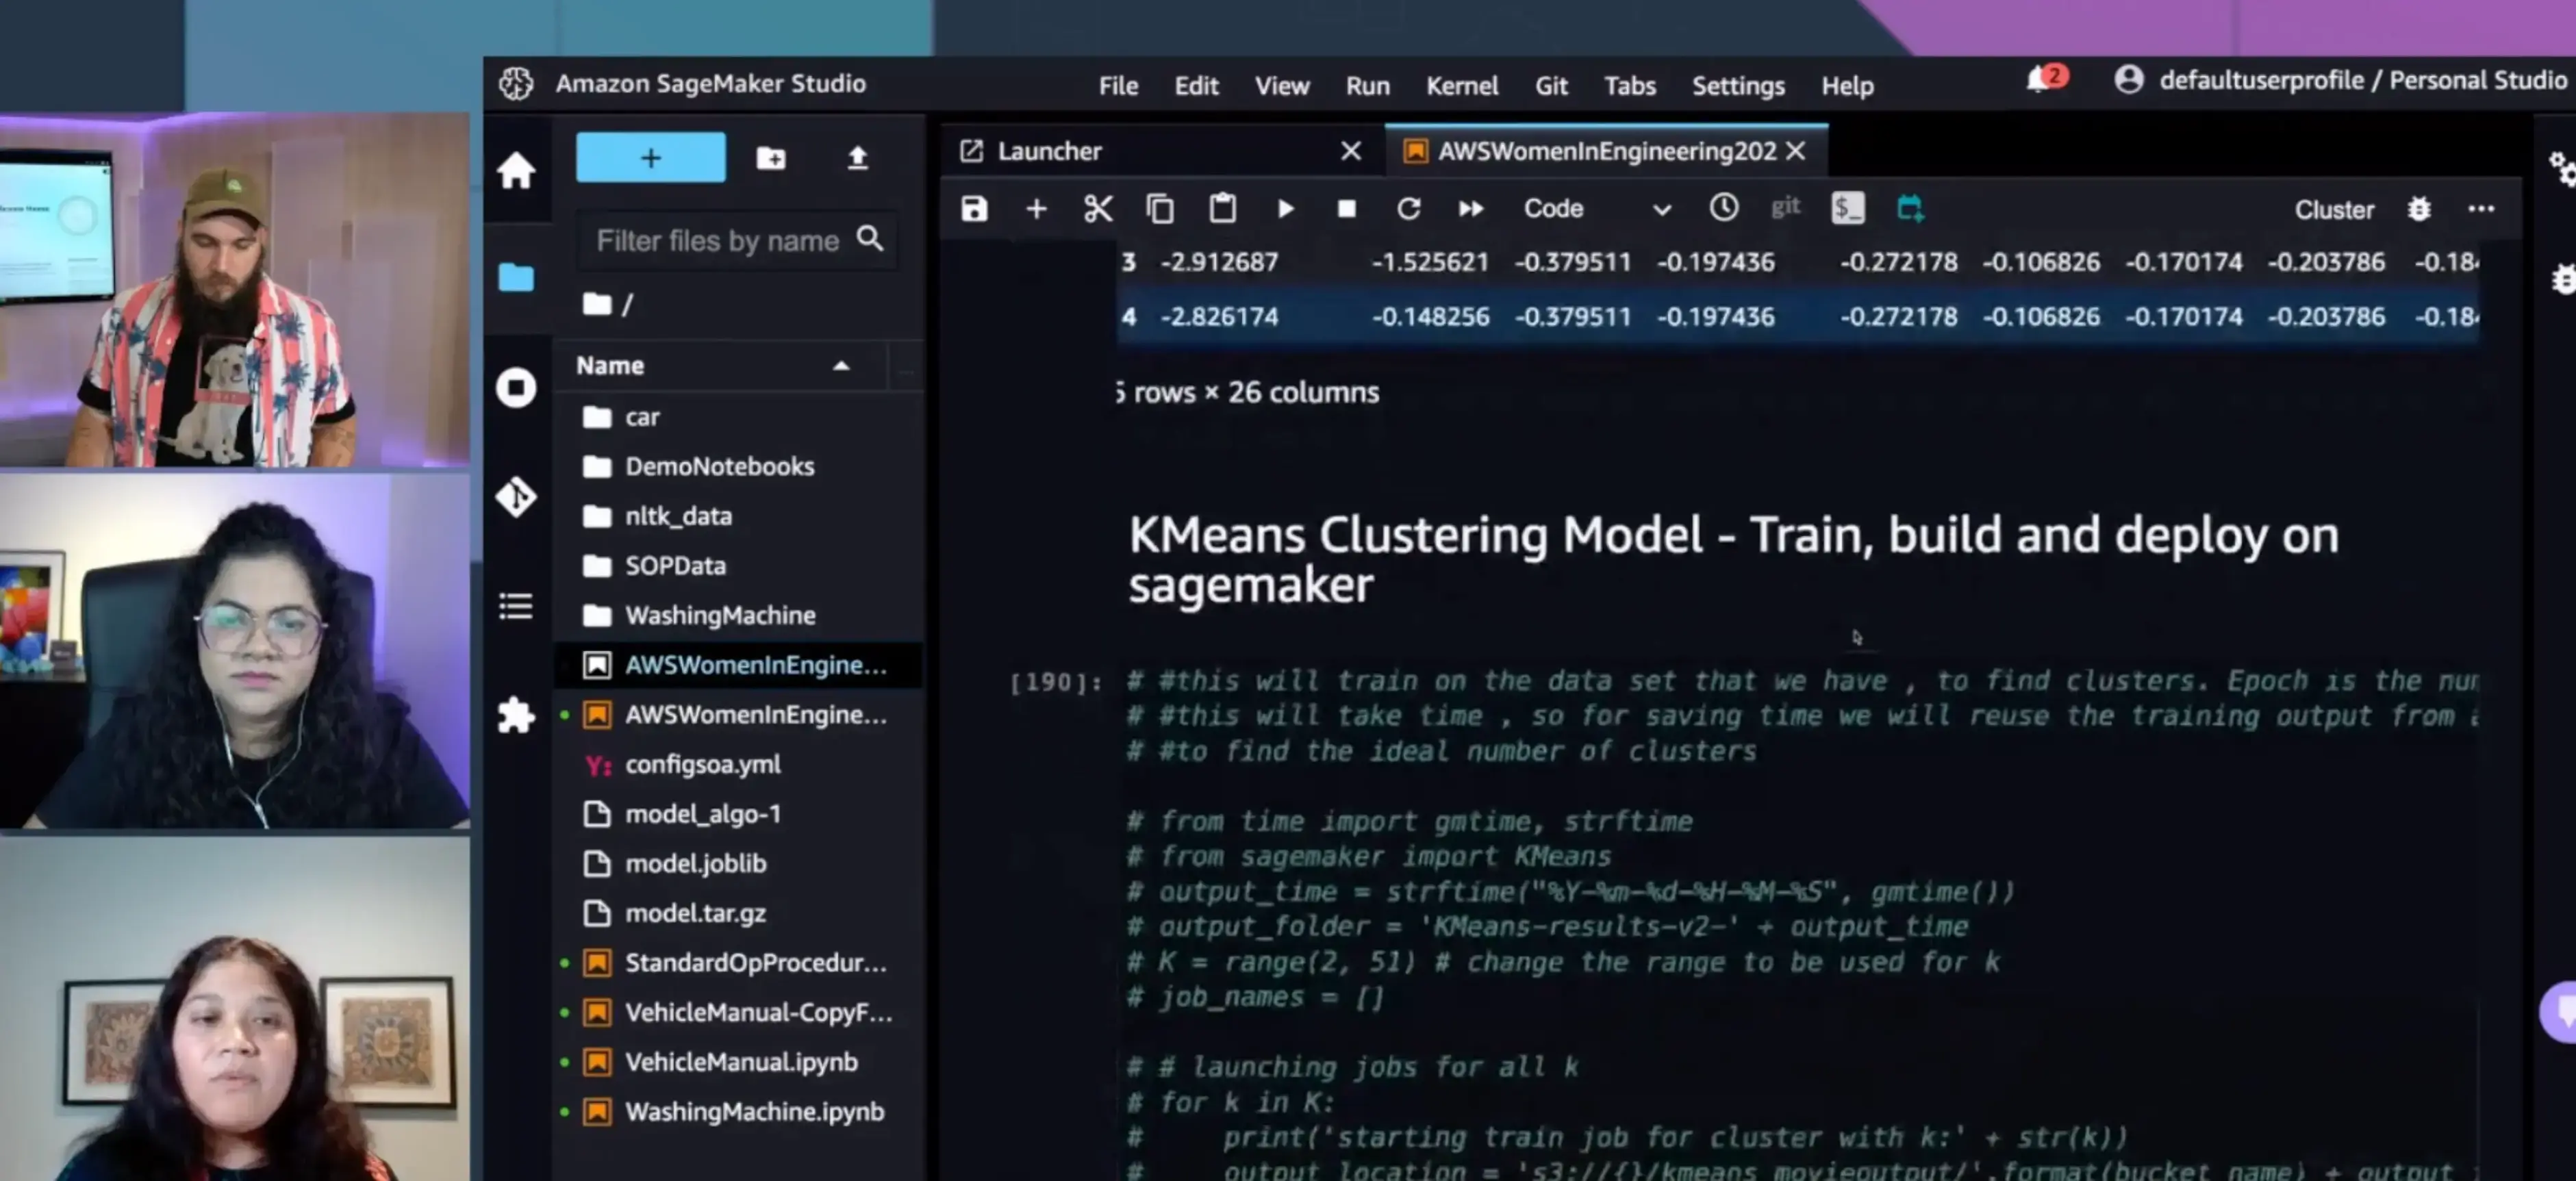 Amazon SageMaker Studio
File Edit View Run Kernel Git Tabs Settings Help
2
defaultuserprofile / Personal Studio
+
Launcher
AWSWomenInEngineering202
Filter files by name
Code
git
$_
Cluster
/
Name
car
DemoNotebooks
nltk_data
SOPData
WashingMachine
AWSWomenInEngine...
AWSWomenInEngine...
Y: configsoa.yml
model_algo-1
model.joblib
model.tar.gz
StandardOpProcedur...
VehicleManual-CopyF...
VehicleManual.ipynb
WashingMachine.ipynb
3 -2.912687 -1.525621 -0.379511 -0.197436 -0.272178 -0.106826 -0.170174 -0.203786 -0.18
4 -2.826174 -0.148256 -0.379511 -0.197436 -0.272178 -0.106826 -0.170174 -0.203786 -0.18
5 rows × 26 columns
KMeans Clustering Model - Train, build and deploy on
sagemaker
[190]:
# #this will train on the data set that we have , to find clusters. Epoch is the
# #this will take time , so for saving time we will reuse the training output from
# #to find the ideal number of clusters
# from time import gmtime, strftime
# from sagemaker import KMeans
# output_time = strftime("%Y-%m-%d-%H-%M-%S", gmtime())
# output_folder = 'KMeans-results-v2-' + output_time
# K = range(2, 51) # change the range to be used for k
# job_names = []
# # launching jobs for all k
# for k in K:
# print('starting train job for cluster with k:' + str(k))
# output_location = 's3://{}/kmeans_movieoutput/'.format(bucket_name) + output